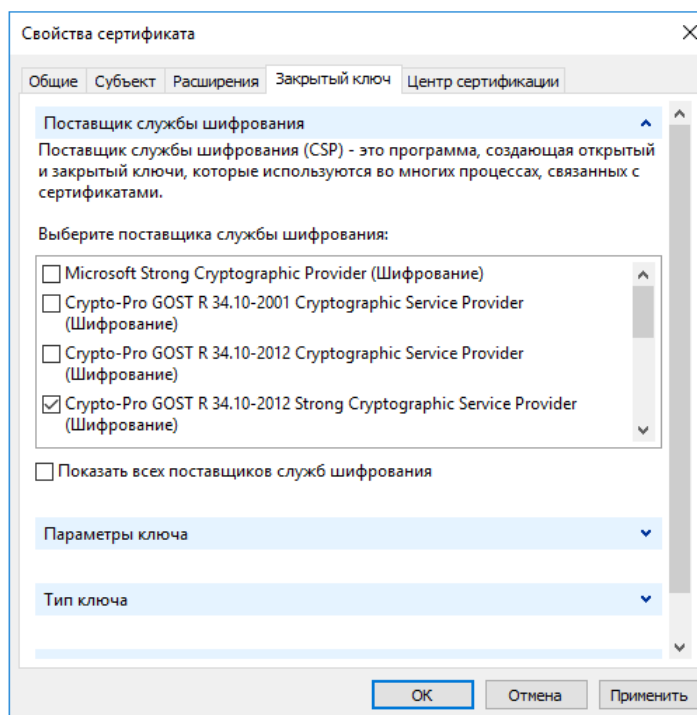 Свойства сертификата
Общие Субъект Расширения Закрытый ключ Центр сертификации
Поставщик службы шифрования
Поставщик службы шифрования (CSP) - это программа, создающая открытый
и закрытый ключи, которые используются во многих процессах, связанных с
сертификатами.
Выберите поставщика службы шифрования:
Microsoft Strong Cryptographic Provider (Шифрование)
Crypto-Pro GOST R 34.10-2001 Cryptographic Service Provider
(Шифрование)
Crypto-Pro GOST R 34.10-2012 Cryptographic Service Provider
(Шифрование)
Crypto-Pro GOST R 34.10-2012 Strong Cryptographic Service Provider
(Шифрование)
Показать всех поставщиков служб шифрования
Параметры ключа
Тип ключа
ОК Отмена Применить